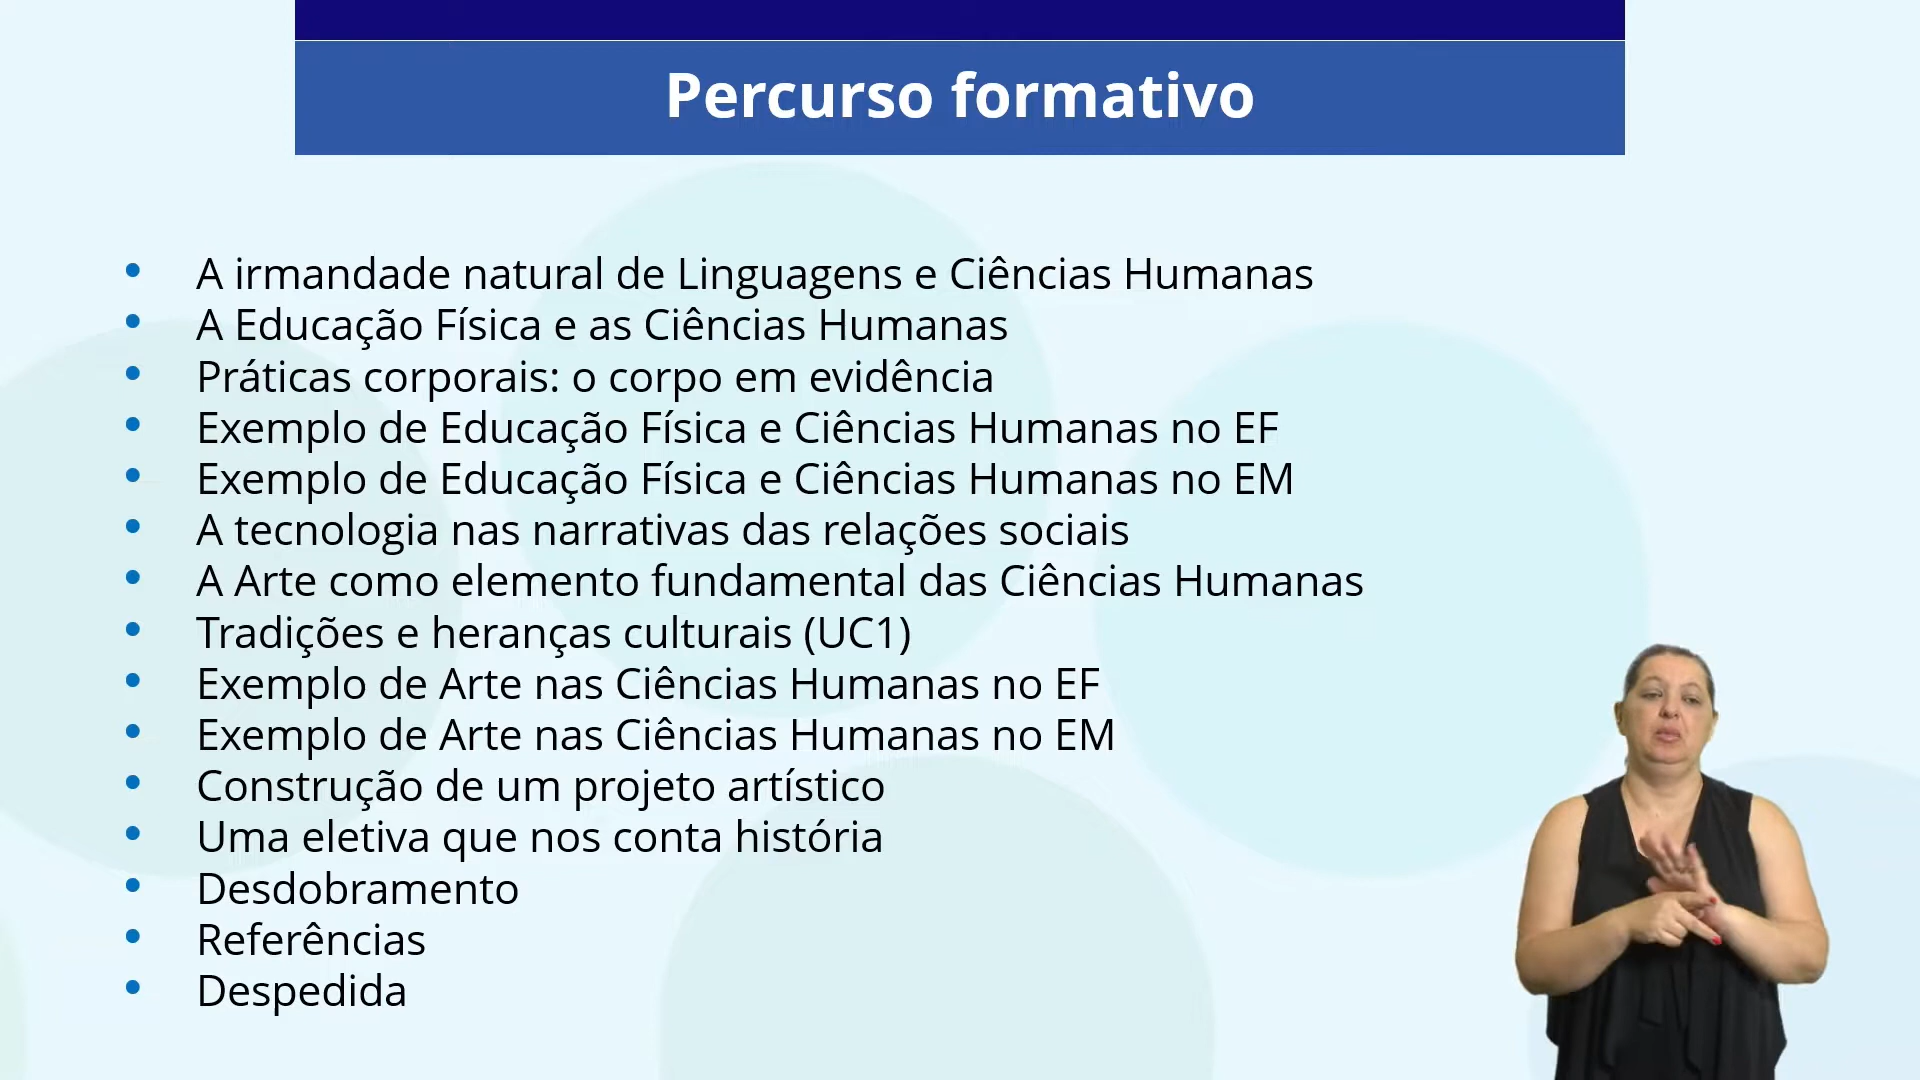 Percurso formativo
• A irmandade natural de Linguagens e Ciências Humanas
• A Educação Física e as Ciências Humanas
• Práticas corporais: o corpo em evidência
• Exemplo de Educação Física e Ciências Humanas no EF
• Exemplo de Educação Física e Ciências Humanas no EM
• A tecnologia nas narrativas das relações sociais
• A Arte como elemento fundamental das Ciências Humanas
• Tradições e heranças culturais (UC1)
• Exemplo de Arte nas Ciências Humanas no EF
• Exemplo de Arte nas Ciências Humanas no EM
• Construção de um projeto artístico
• Uma eletiva que nos conta história
• Desdobramento
• Referências
• Despedida